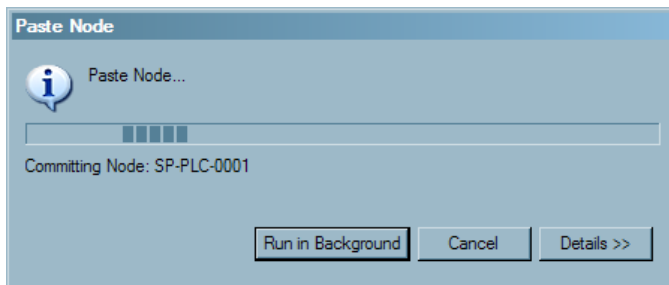 Paste Node
Paste Node...
Committing Node: SP-PLC-0001
Run in Background Cancel Details >>